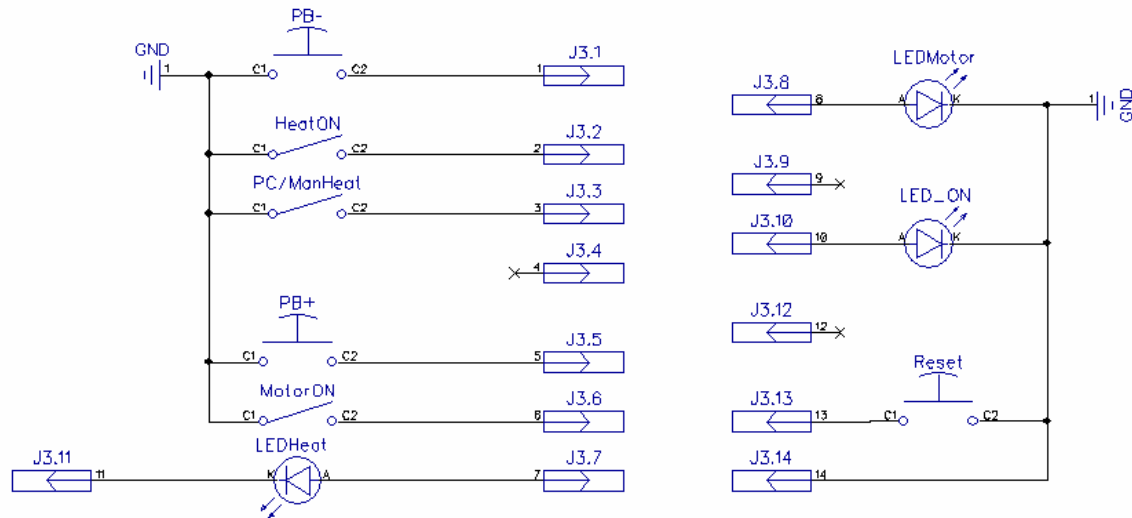 PB-
GND
1
C1 C2 1 J3.1
HeatON
C1 C2 2 J3.2
PC/ManHeat
C1 C2 3 J3.3
4 J3.4
PB+
C1 C2 5 J3.5
MotorON
C1 C2 6 J3.6
LEDHeat
J3.11 11 K A 7 J3.7
LEDMotor
J3.8 8 A K 1 GND
J3.9 9
LED_ON
J3.10 10 A K
J3.12 12
Reset
J3.13 13 C1 C2
J3.14 14